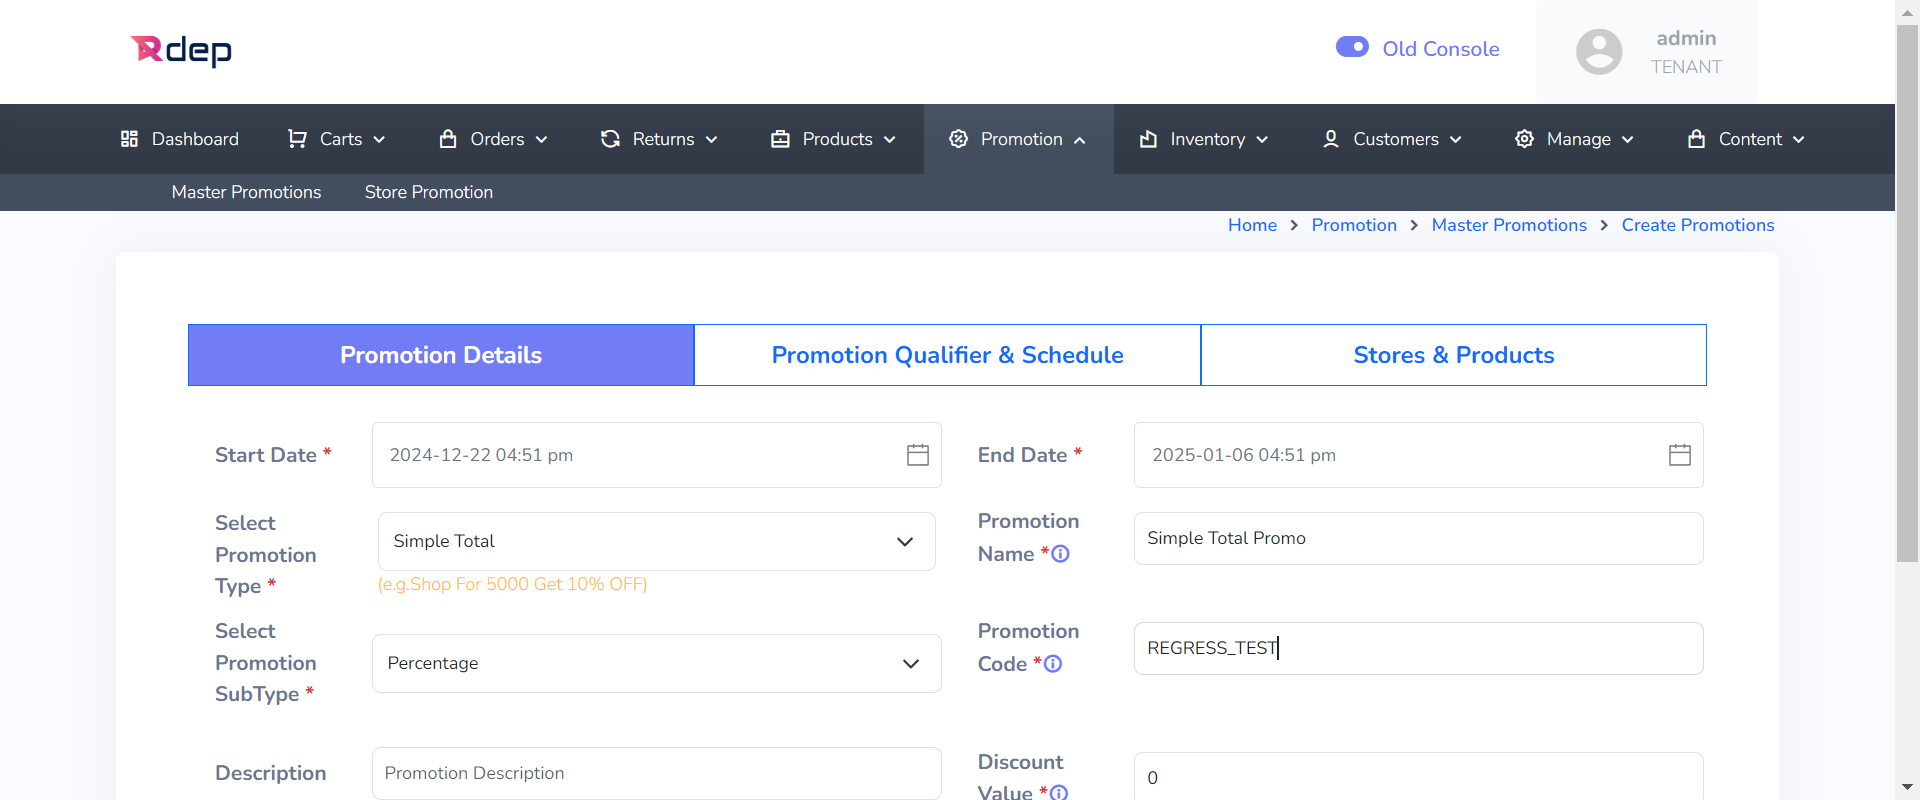 Rdep
Old Console
admin
TENANT
Dashboard Carts Orders Returns Products Promotion Inventory Customers Manage Content
Master Promotions Store Promotion
Home > Promotion > Master Promotions > Create Promotions
Promotion Details Promotion Qualifier & Schedule Stores & Products
Start Date * 2024-12-22 04:51 pm End Date * 2025-01-06 04:51 pm
Select
Promotion
Type *
Simple Total
(e.g.Shop For 5000 Get 10% OFF)
Promotion
Name *
Simple Total Promo
Select
Promotion
SubType *
Percentage
Promotion
Code *
REGRESS_TEST
Description Promotion Description
Discount
Value *
0